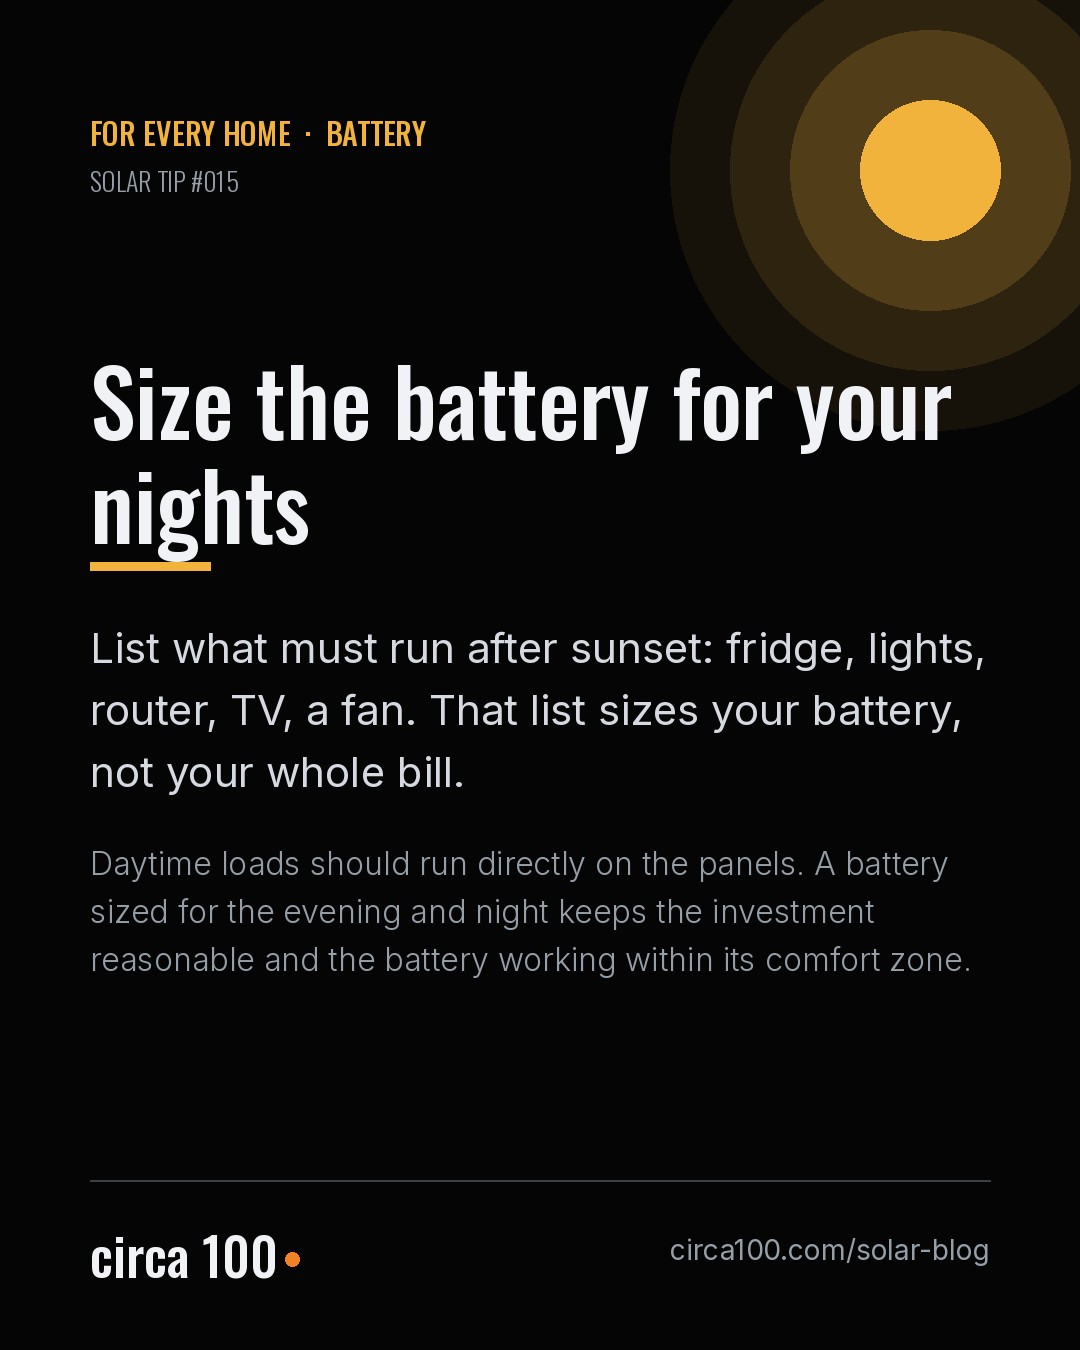 FOR EVERY HOME · BATTERY
SOLAR TIP #015
Size the battery for your
nights
List what must run after sunset: fridge, lights,
router, TV, a fan. That list sizes your battery,
not your whole bill.
Daytime loads should run directly on the panels. A battery
sized for the evening and night keeps the investment
reasonable and the battery working within its comfort zone.
circa 100
circa100.com/solar-blog